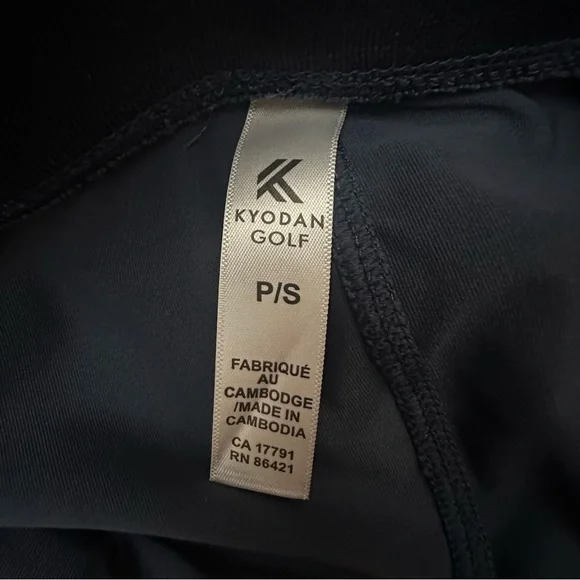 KYODAN
GOLF
P/S
FABRIQUÉ
AU
CAMBODGE
/MADE IN
CAMBODIA
CA 17791
RN 86421